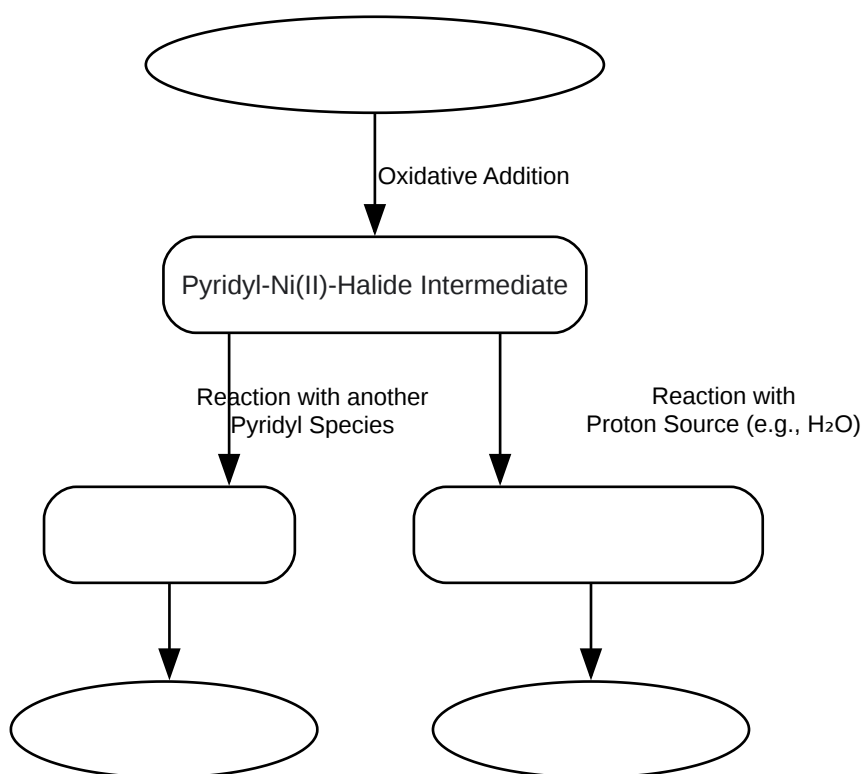 Oxidative Addition
Pyridyl-Ni(II)-Halide Intermediate
Reaction with another
Pyridyl Species
Reaction with
Proton Source (e.g., H₂O)